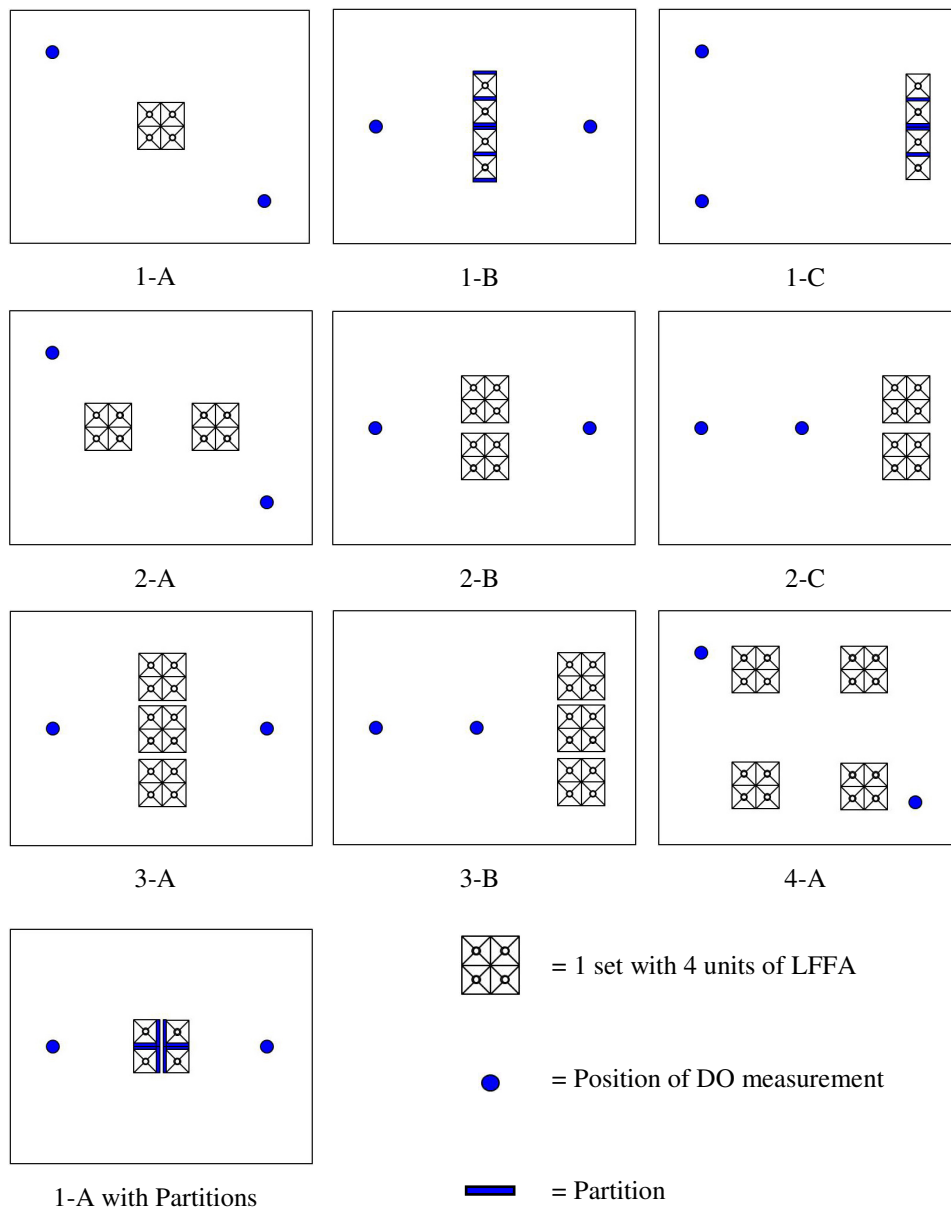 1-A
1-B
1-C
2-A
2-B
2-C
3-A
3-B
4-A
= 1 set with 4 units of LFFA
= Position of DO measurement
1-A with Partitions
= Partition